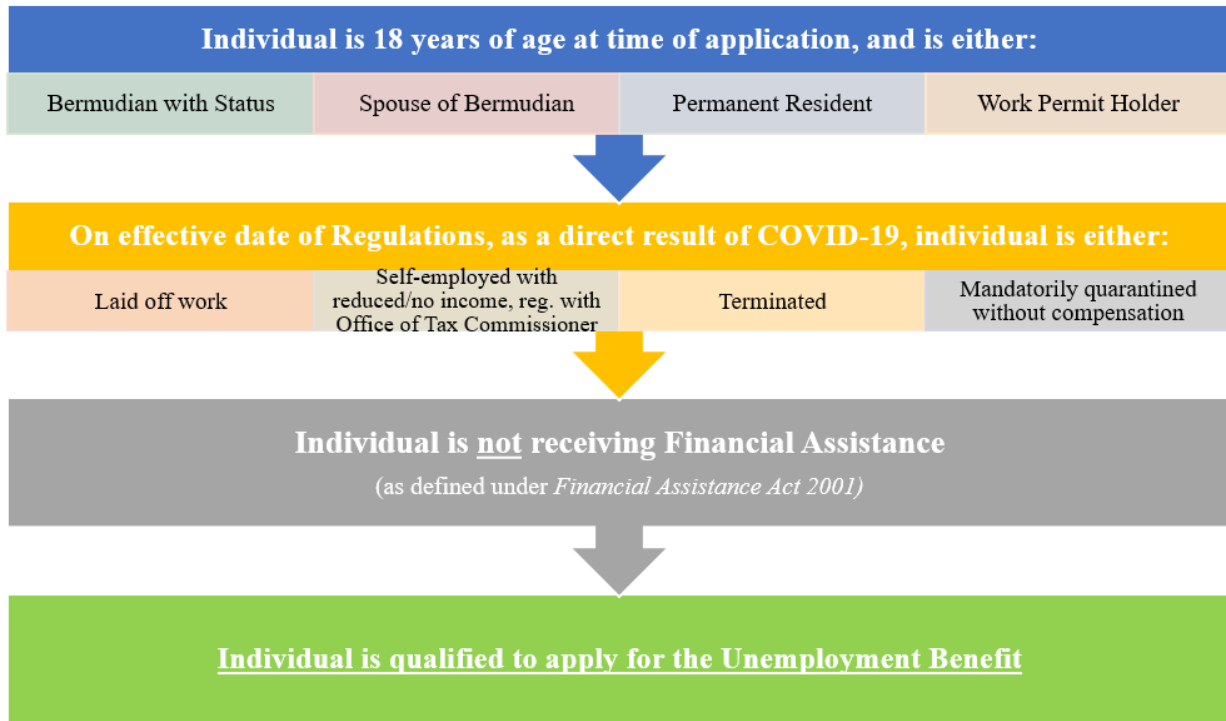 Individual is 18 years of age at time of application, and is either:
Bermudian with Status
Spouse of Bermudian
Permanent Resident
Work Permit Holder
On effective date of Regulations, as a direct result of COVID-19, individual is either:
Laid off work
Self-employed with
reduced/no income, reg. with
Office of Tax Commissioner
Terminated
Mandatorily quarantined
without compensation
Individual is not receiving Financial Assistance
(as defined under Financial Assistance Act 2001)
Individual is qualified to apply for the Unemployment Benefit